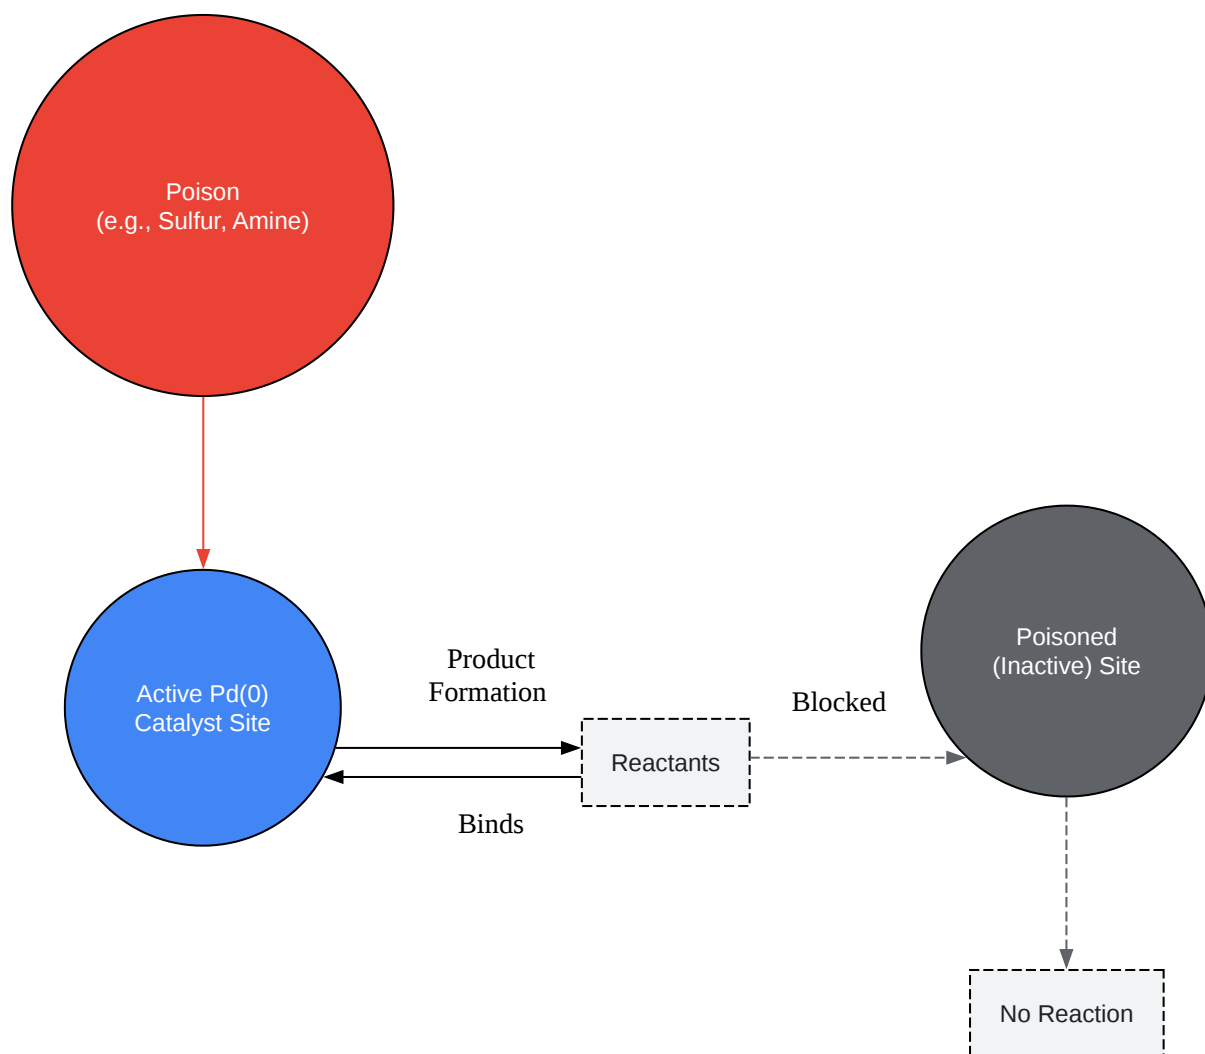 Poison
(e.g., Sulfur, Amine)
Active Pd(0)
Catalyst Site
Product
Formation
Binds
Reactants
Blocked
Poisoned
(Inactive) Site
No Reaction